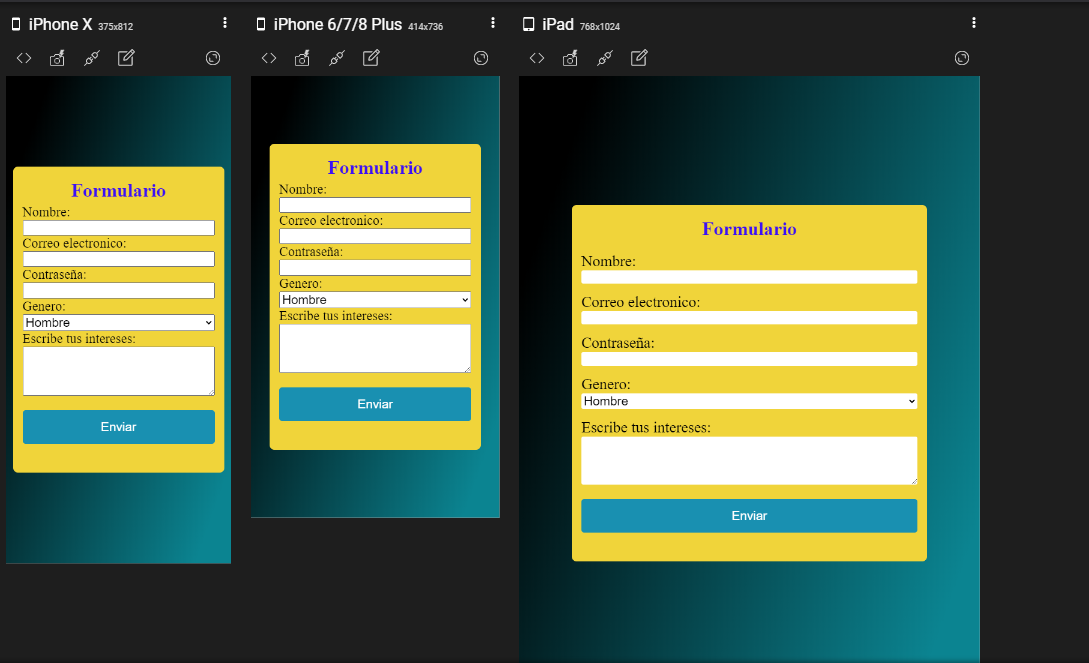 iPhone X 375x812
Formulario
Nombre:
Correo electronico:
Contraseña:
Genero:
Hombre
Escribe tus intereses:
Enviar
iPhone 6/7/8 Plus 414x736
Formulario
Nombre:
Correo electronico:
Contraseña:
Genero:
Hombre
Escribe tus intereses:
Enviar
iPad 768x1024
Formulario
Nombre:
Correo electronico:
Contraseña:
Genero:
Hombre
Escribe tus intereses:
Enviar